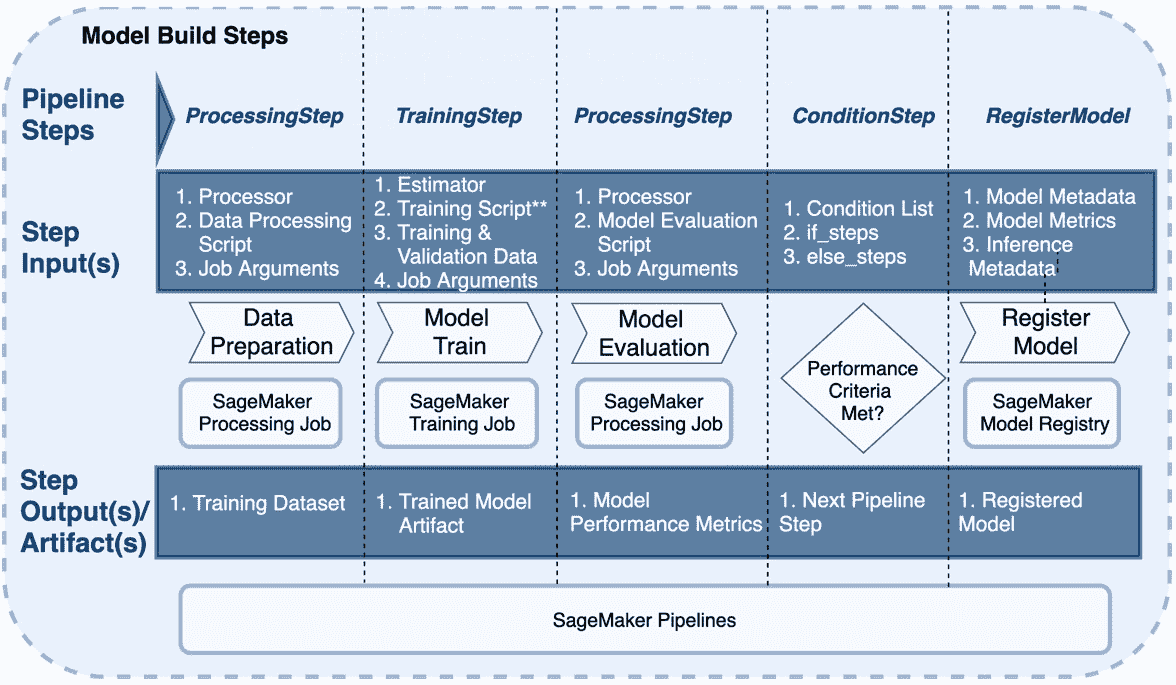 Model Build Steps
Pipeline
Steps
ProcessingStep
TrainingStep
ProcessingStep
ConditionStep
RegisterModel
Step
Input(s)
1. Processor
2. Data Processing
Script
3. Job Arguments
1. Estimator
2. Training Script**
3. Training &
Validation Data
4. Job Arguments
1. Processor
2. Model Evaluation
Script
3. Job Arguments
1. Condition List
2. if_steps
3. else_steps
1. Model Metadata
2. Model Metrics
3. Inference
Metadata
Data
Preparation
Model
Train
Model
Evaluation
Performance
Criteria
Met?
Register
Model
SageMaker
Processing Job
SageMaker
Training Job
SageMaker
Processing Job
SageMaker
Model Registry
Step
Output(s)/
Artifact(s)
1. Training Dataset
1. Trained Model
Artifact
1. Model
Performance Metrics
1. Next Pipeline
Step
1. Registered
Model
SageMaker Pipelines